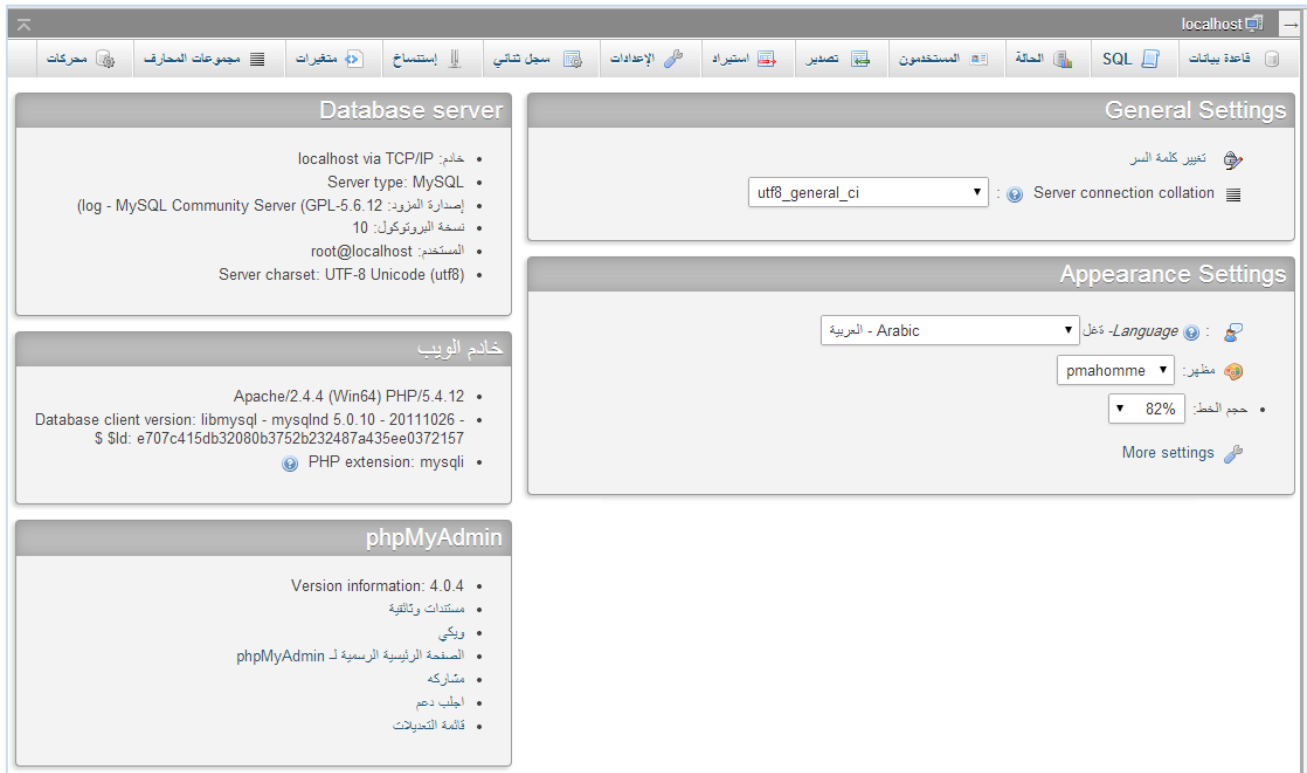 localhost
قاعدة بيانات SQL الحالة المستخدمون تصدير استيراد الإعدادات سجل ثنائي إستنساخ متغيرات مجموعات المحارف محركات
General Settings
تغيير كلمة السر
Server connection collation : utf8_general_ci
Appearance Settings
: Language - دَخل Arabic - العربية
مظهر: pmahomme
حجم الخط: 82%
More settings
Database server
خادم: localhost via TCP/IP
Server type: MySQL
إصدارة المزود: 5.6.12-log - MySQL Community Server (GPL)
نسخة البروتوكول: 10
المستخدم: root@localhost
Server charset: UTF-8 Unicode (utf8)
خادم الويب
Apache/2.4.4 (Win64) PHP/5.4.12
Database client version: libmysql - mysqlnd 5.0.10 - 20111026 -
$Id: e707c415db32080b3752b232487a435ee0372157 $
PHP extension: mysqli
phpMyAdmin
Version information: 4.0.4
مستندات وثائقية
ويكي
الصفحة الرئيسية الرسمية لـ phpMyAdmin
مشاركه
اجلب دعم
قائمة التعديلات